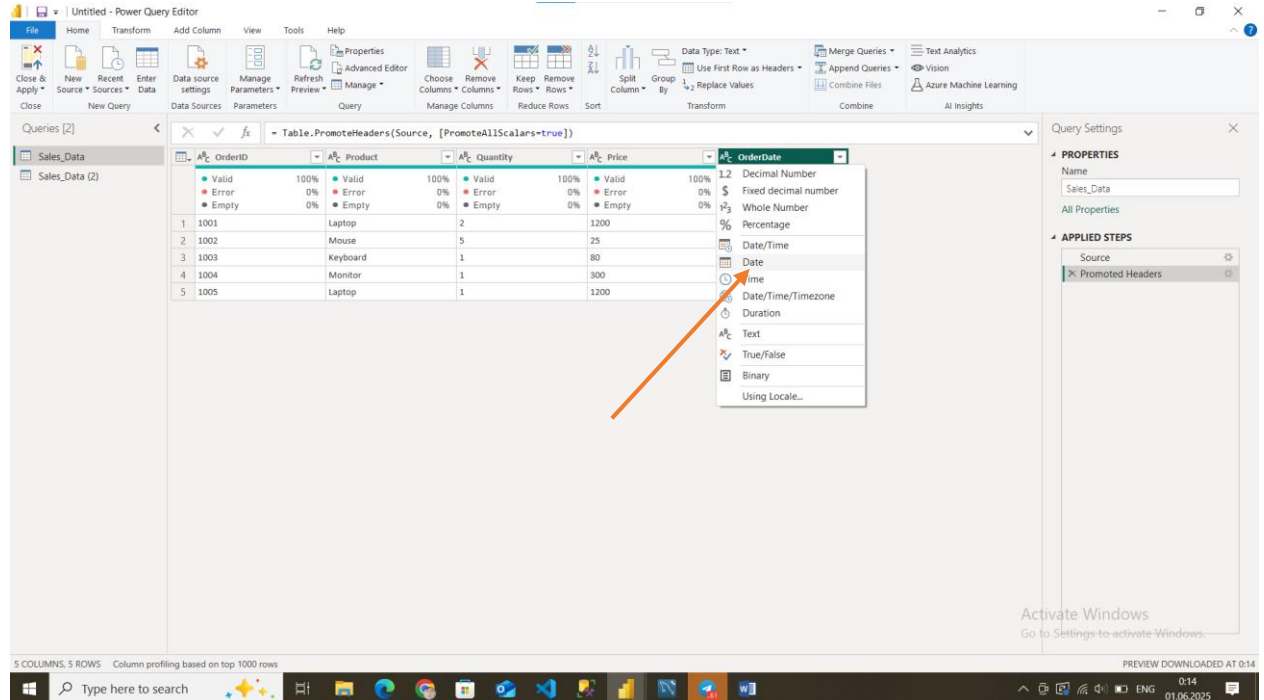 Untitled - Power Query Editor
File Home Transform Add Column View Tools Help
Close & Apply
New Source
Recent Sources
Enter Data
Data source settings
Manage Parameters
Refresh Preview
Properties
Advanced Editor
Manage
Choose Columns
Remove Columns
Keep Rows
Remove Rows
Split Column
Group By
Data Type: Text
Use First Row as Headers
Replace Values
Merge Queries
Append Queries
Combine Files
Text Analytics
Vision
Azure Machine Learning
Close New Query Data Sources Parameters Query Manage Columns Reduce Rows Sort Transform Combine AI Insights
Queries [2]
Sales_Data
Sales_Data (2)
= Table.PromoteHeaders(Source, [PromoteAllScalars=true])
OrderID Product Quantity Price OrderDate
Valid 100% Valid 100% Valid 100% Valid 100%
Error 0% Error 0% Error 0% Error 0%
Empty 0% Empty 0% Empty 0% Empty 0%
1 1001 Laptop 2 1200
2 1002 Mouse 5 25
3 1003 Keyboard 1 80
4 1004 Monitor 1 300
5 1005 Laptop 1 1200
1.2 Decimal Number
$ Fixed decimal number
1²3 Whole Number
% Percentage
Date/Time
Date
Time
Date/Time/Timezone
Duration
ABC Text
True/False
Binary
Using Locale...
Query Settings
PROPERTIES
Name
Sales_Data
All Properties
APPLIED STEPS
Source
Promoted Headers
Activate Windows
Go to Settings to activate Windows.
5 COLUMNS, 5 ROWS Column profiling based on top 1000 rows
PREVIEW DOWNLOADED AT 0:14
Type here to search
ENG
0:14
01.06.2025